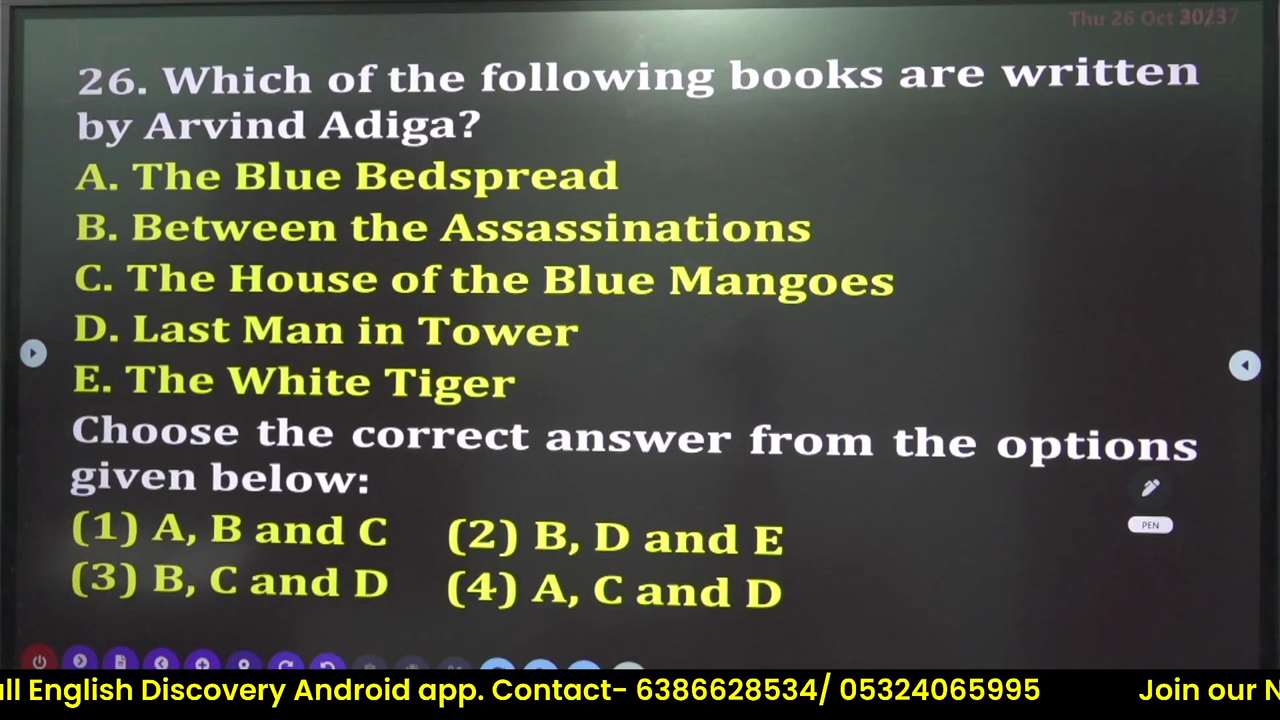 Thu 26 Oct
26. Which of the following books are written
by Arvind Adiga?
A. The Blue Bedspread
B. Between the Assassinations
C. The House of the Blue Mangoes
D. Last Man in Tower
E. The White Tiger
Choose the correct answer from the options
given below:
(1) A, B and C (2) B, D and E
(3) B, C and D (4) A, C and D
PEN
all English Discovery Android app. Contact- 6386628534/ 05324065995 Join our